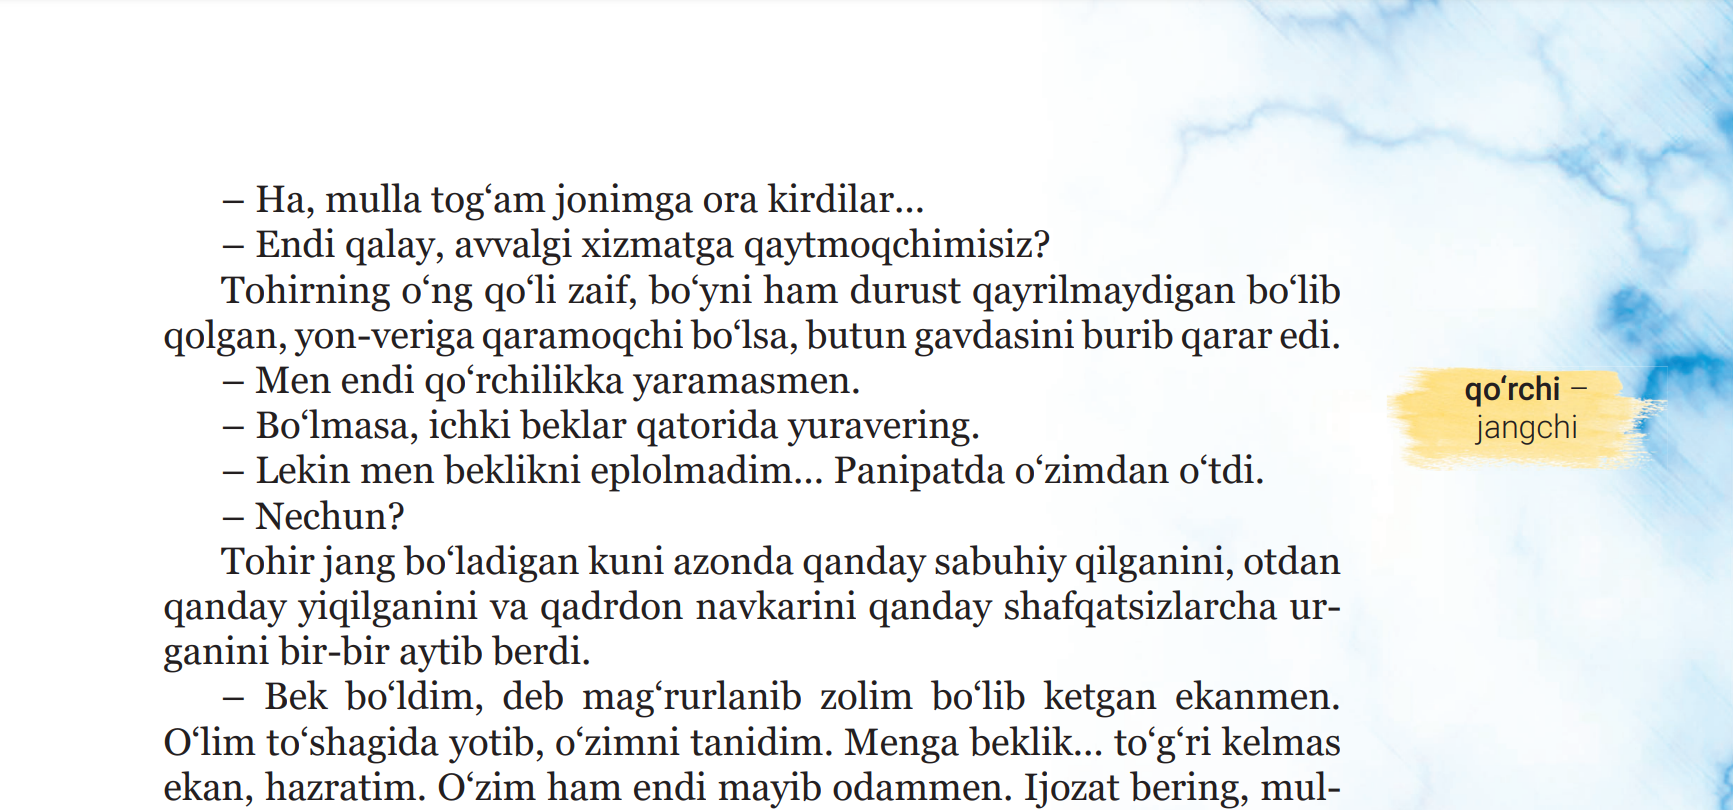 – Ha, mulla tog‘am jonimga ora kirdilar...
– Endi qalay, avvalgi xizmatga qaytmoqchimisiz?
Tohirning o‘ng qo‘li zaif, bo‘yni ham durust qayrilmaydigan bo‘lib
qolgan, yon-veriga qaramoqchi bo‘lsa, butun gavdasini burib qarar edi.
– Men endi qo‘rchilikka yaramasmen.
– Bo‘lmasa, ichki beklar qatorida yuravering.
– Lekin men beklikni eplolmadim... Panipatda o‘zimdan o‘tdi.
– Nechun?
Tohir jang bo‘ladigan kuni azonda qanday sabuhiy qilganini, otdan
qanday yiqilganini va qadrdon navkarini qanday shafqatsizlarcha ur-
ganini bir-bir aytib berdi.
– Bek bo‘ldim, deb mag‘rurlanib zolim bo‘lib ketgan ekanmen.
O‘lim to‘shagida yotib, o‘zimni tanidim. Menga beklik... to‘g‘ri kelmas
ekan, hazratim. O‘zim ham endi mayib odammen. Ijozat bering, mul-
qo‘rchi –
jangchi